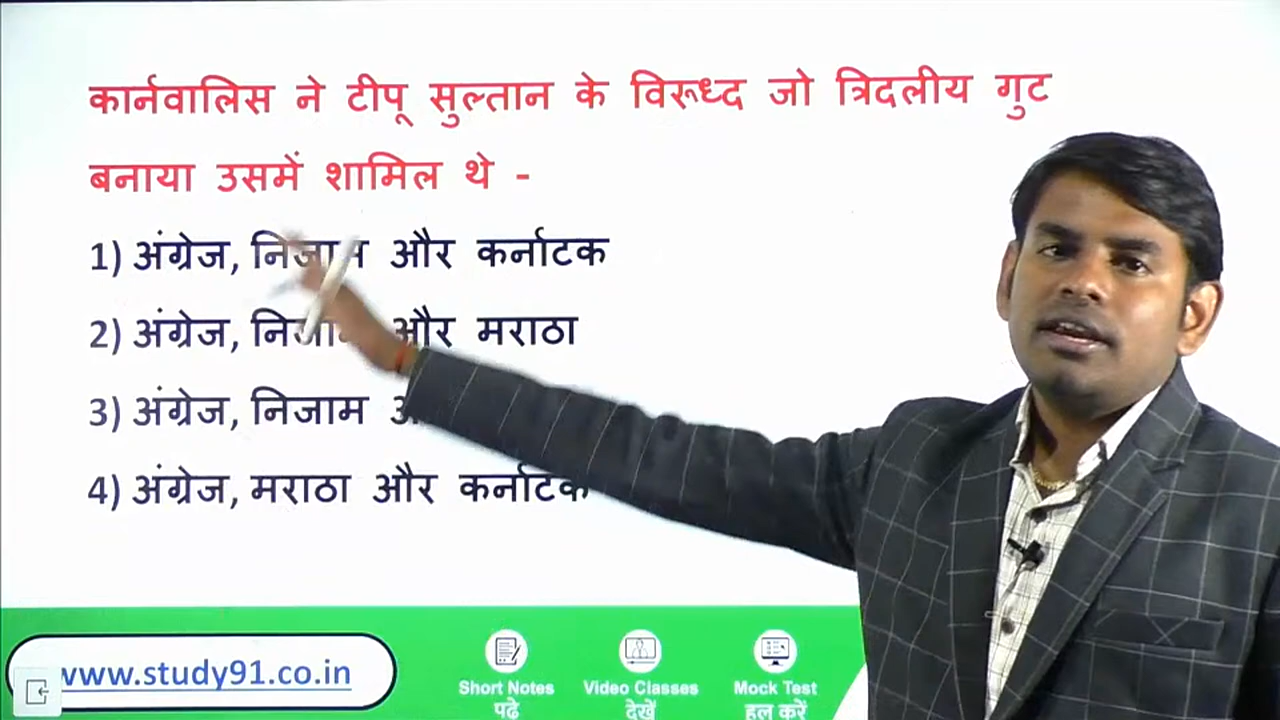 कार्नवालिस ने टीपू सुल्तान के विरूध्द जो त्रिदलीय गुट
बनाया उसमें शामिल थे -
1) अंग्रेज, निजाम और कर्नाटक
2) अंग्रेज, निजाम और मराठा
3) अंग्रेज, निजाम
4) अंग्रेज, मराठा और कर्नाटक
www.study91.co.in
Short Notes
पढे
Video Classes
देखें
Mock Test
हल करें